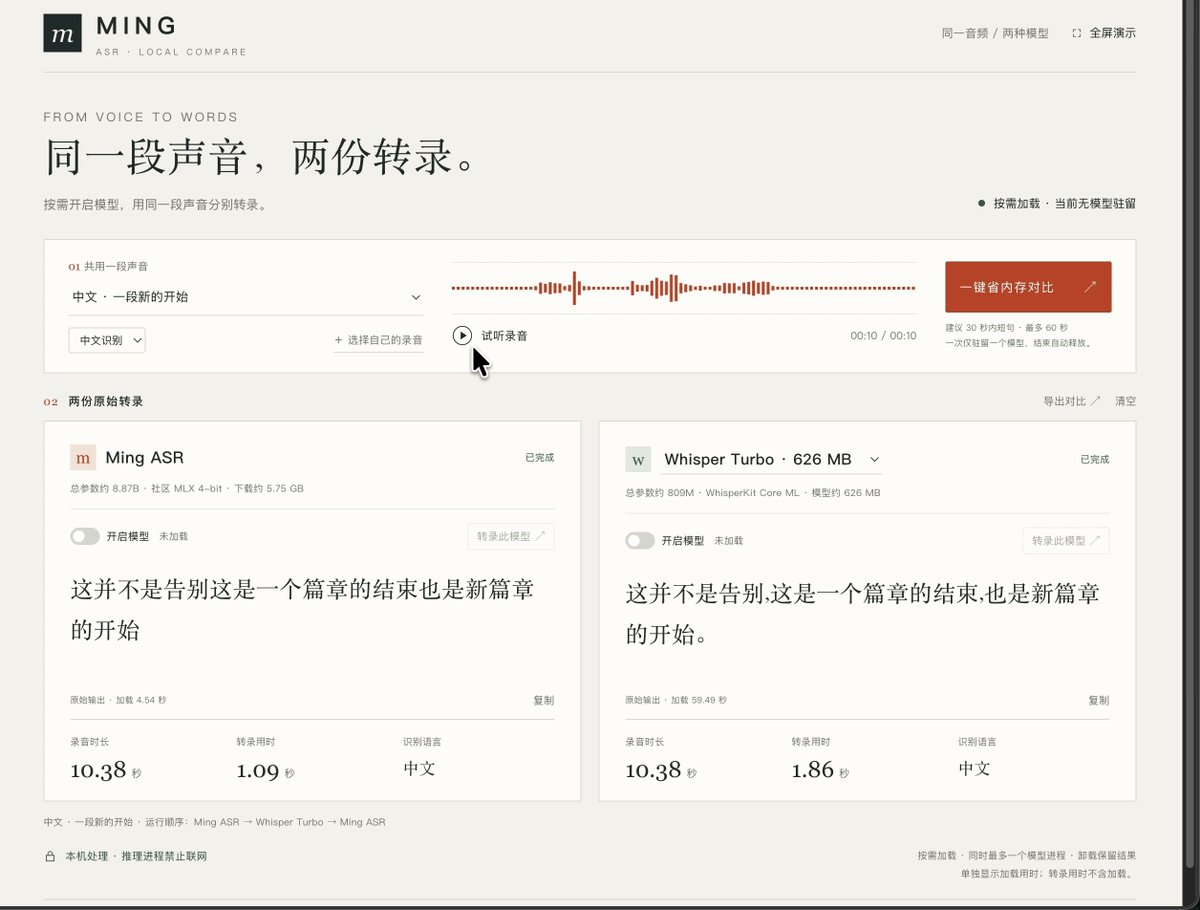 m MING
ASR · LOCAL COMPARE
同一音频 / 两种模型 全屏演示
FROM VOICE TO WORDS
同一段声音，两份转录。
按需开启模型，用同一段声音分别转录。
按需加载 · 当前无模型驻留
01 共用一段声音
中文 · 一段新的开始
中文识别
+ 选择自己的录音
试听录音
00:10 / 00:10
一键省内存对比 ↗
建议 30 秒内短句 · 最多 60 秒
一次仅驻留一个模型，结束自动释放。
02 两份原始转录
导出对比 ↗ 清空
m Ming ASR
已完成
总参数约 8.87B · 社区 MLX 4-bit · 下载约 5.75 GB
开启模型 未加载
转录此模型 ↗
这并不是告别这是一个篇章的结束也是新篇章
的开始
原始输出 · 加载 4.54 秒
复制
录音时长 转录用时 识别语言
10.38 秒 1.09 秒 中文
w Whisper Turbo · 626 MB
已完成
总参数约 809M · WhisperKit Core ML · 模型约 626 MB
开启模型 未加载
转录此模型 ↗
这并不是告别,这是一个篇章的结束,也是新篇章
的开始。
原始输出 · 加载 59.49 秒
复制
录音时长 转录用时 识别语言
10.38 秒 1.86 秒 中文
中文 · 一段新的开始 · 运行顺序：Ming ASR → Whisper Turbo → Ming ASR
本机处理 · 推理进程禁止联网
按需加载 · 同时最多一个模型进程 · 卸载保留结果
单独显示加载用时；转录用时不含加载。